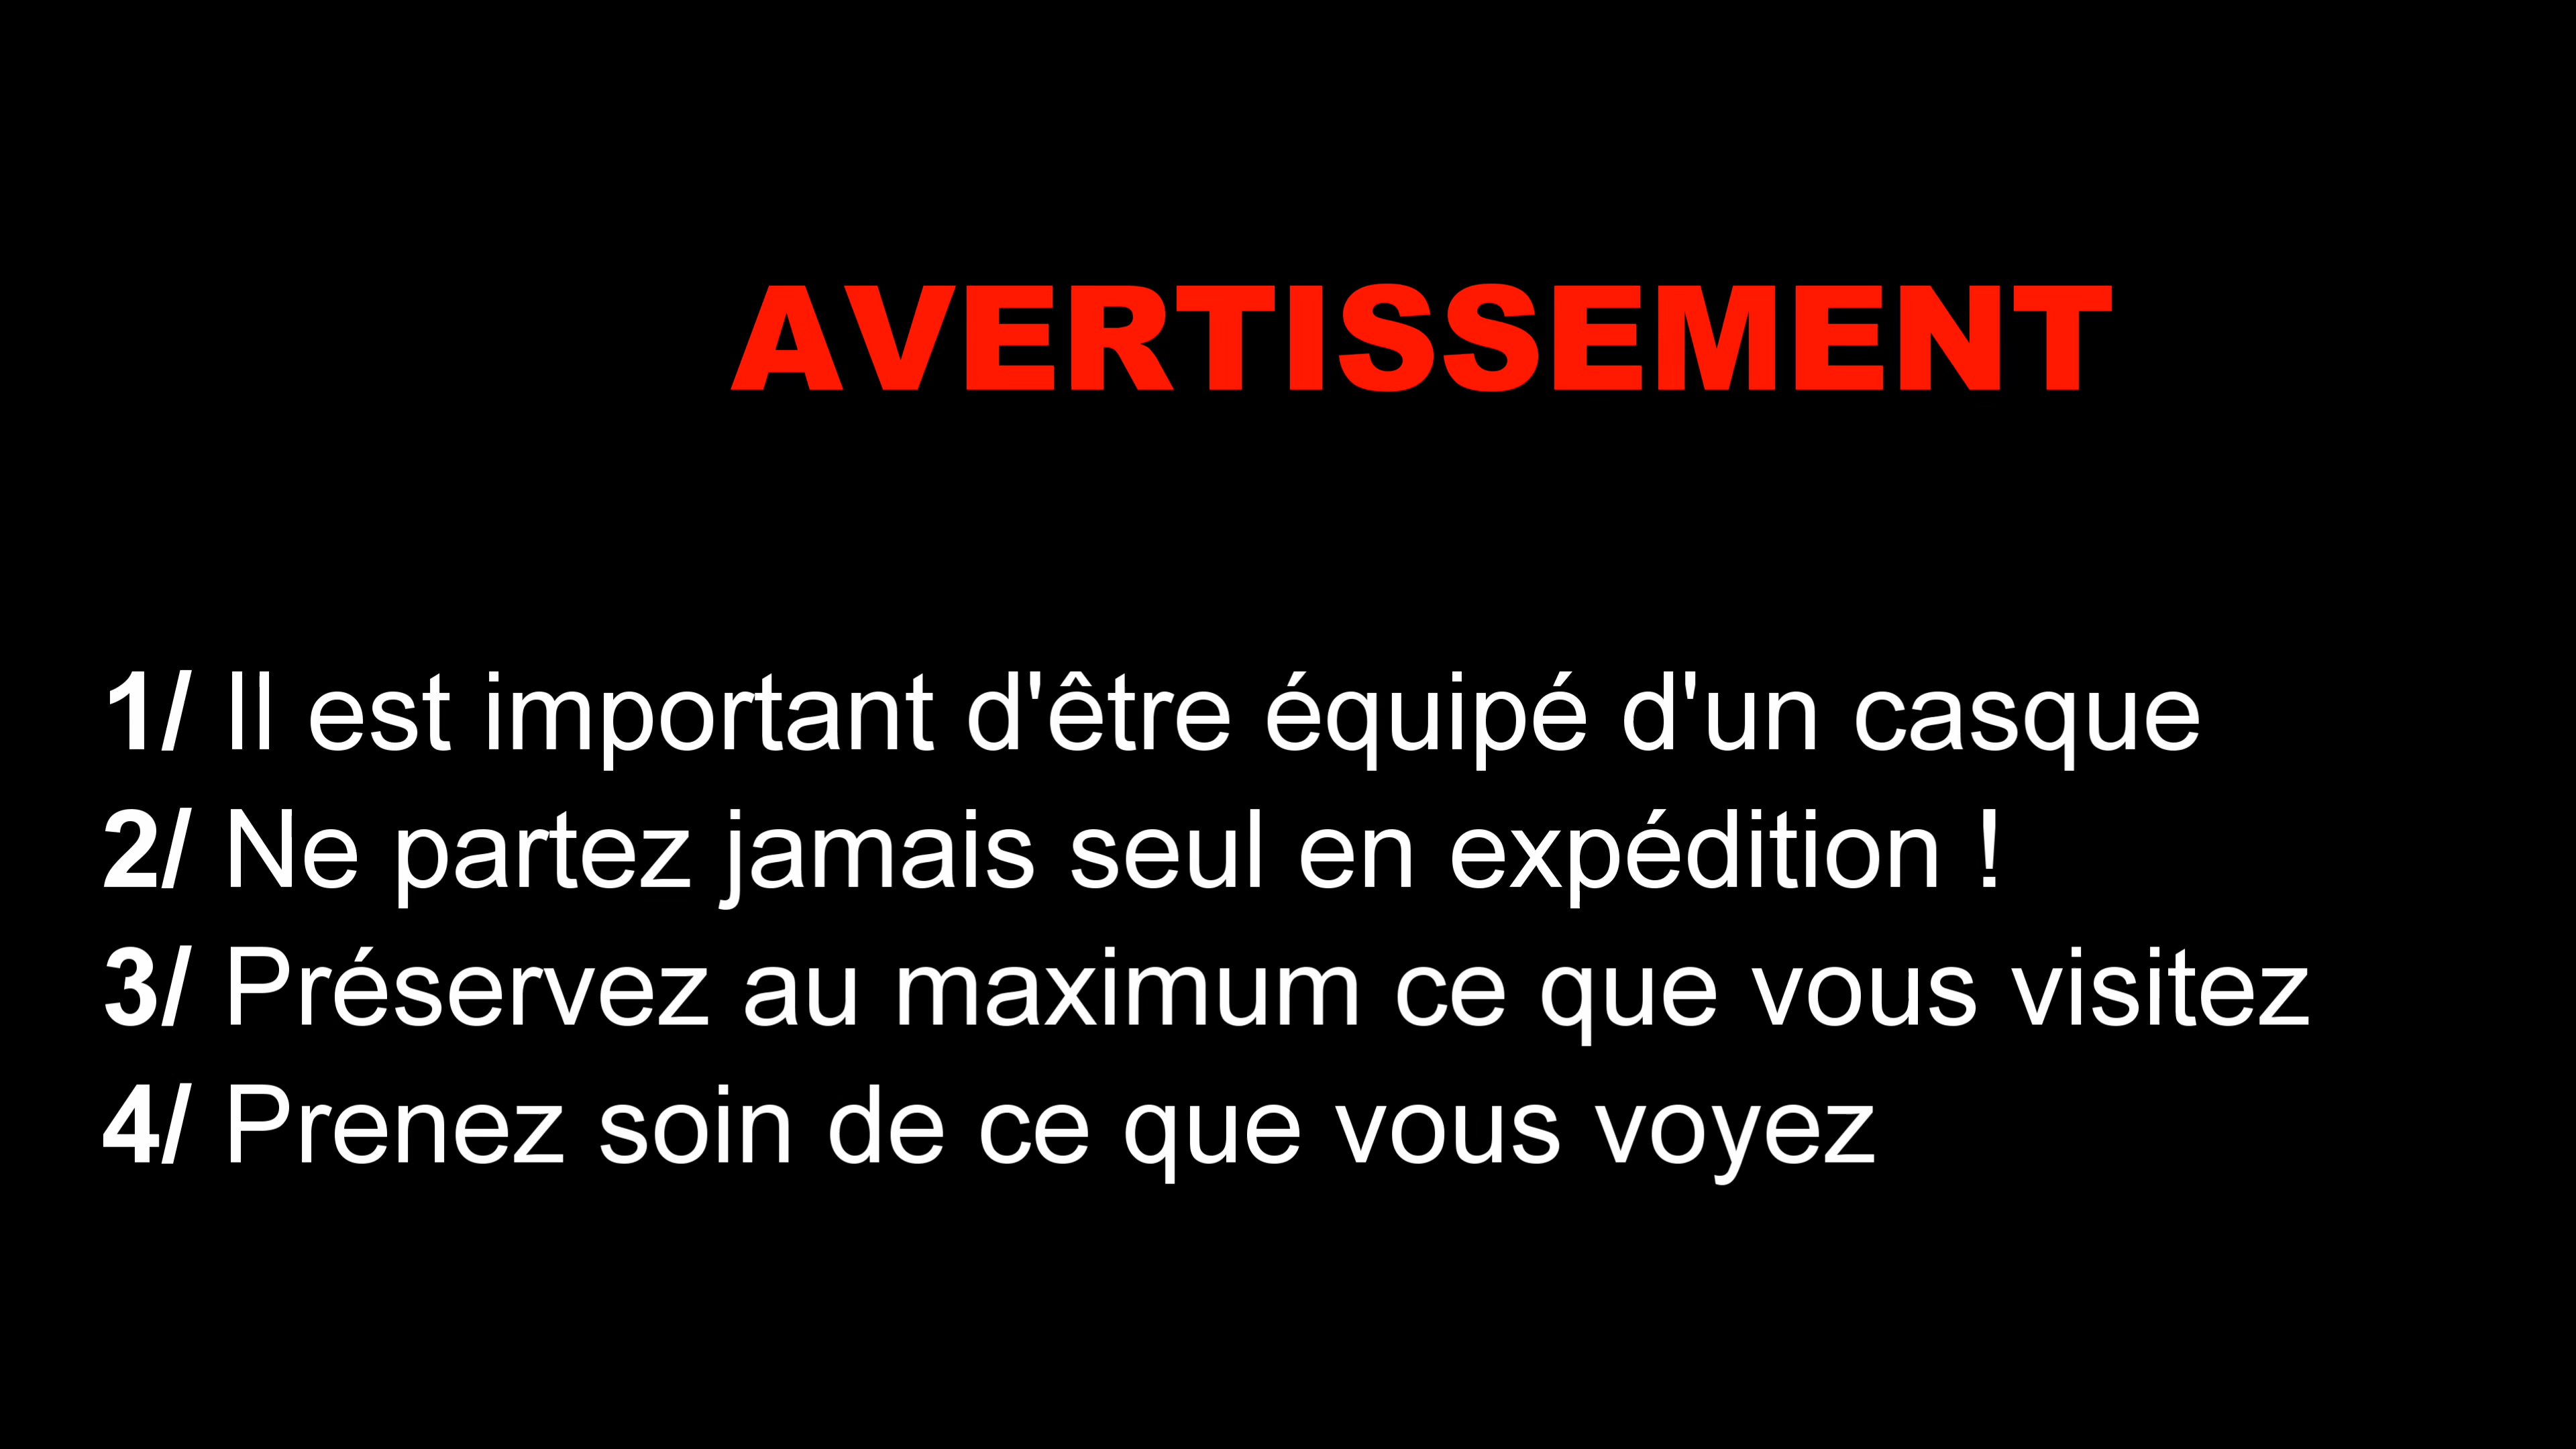 AVERTISSEMENT
1/ Il est important d'être équipé d'un casque
2/ Ne partez jamais seul en expédition !
3/ Préservez au maximum ce que vous visitez
4/ Prenez soin de ce que vous voyez